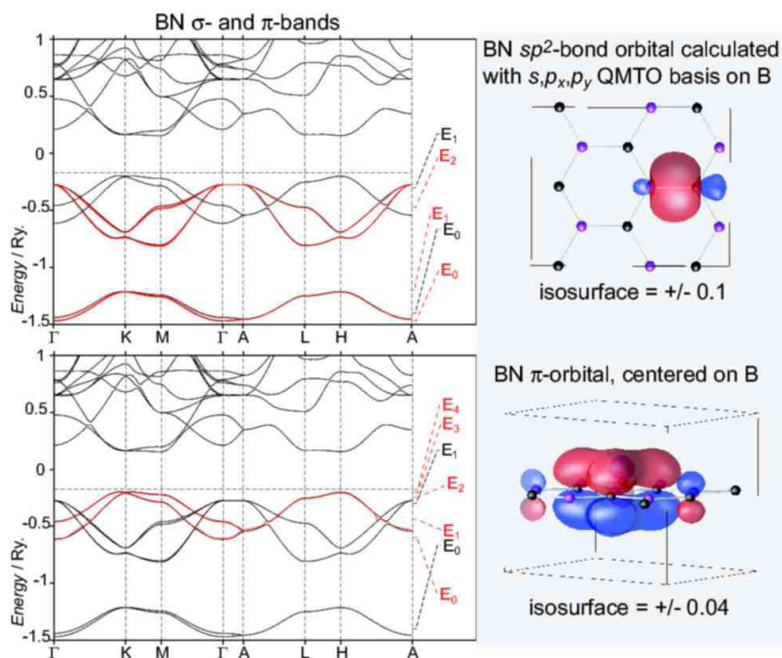 BN σ- and π-bands
1
0.5
0
-0.5
-1
-1.5
Energy / Ry.
Γ K M Γ A L H A
E1
E2
E1
E0
E0
BN sp²-bond orbital calculated
with s,px,py QMTO basis on B
isosurface = +/- 0.1
1
0.5
0
-0.5
-1
-1.5
Energy / Ry.
Γ K M Γ A L H A
E4
E3
E1
E2
E1
E0
E0
BN π-orbital, centered on B
isosurface = +/- 0.04